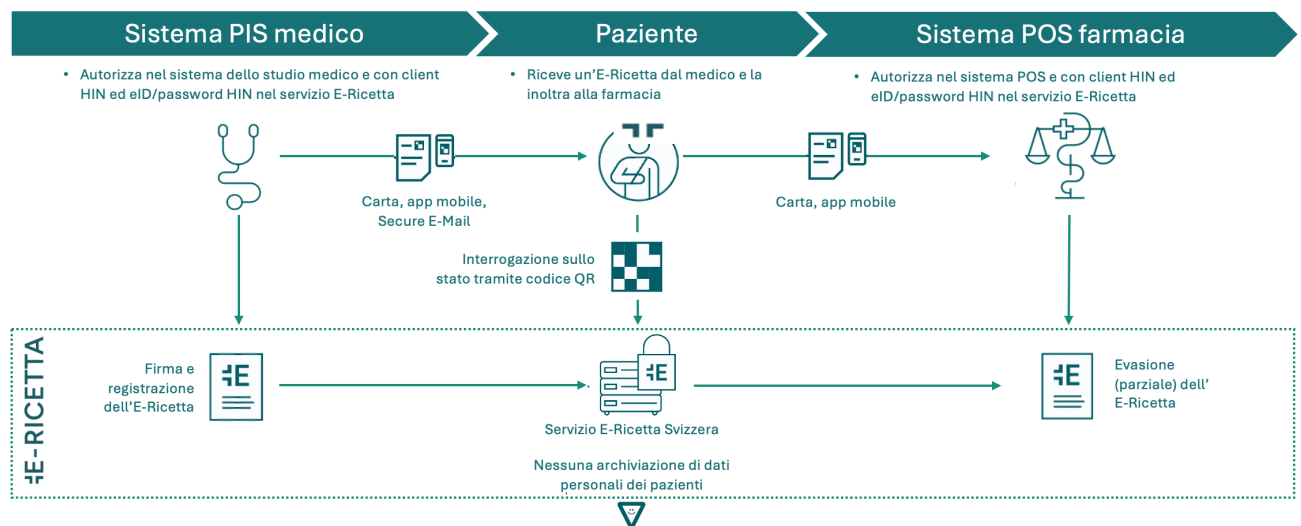 Sistema PIS medico
Paziente
Sistema POS farmacia
• Autorizza nel sistema dello studio medico e con client
HIN ed eID/password HIN nel servizio E-Ricetta
• Riceve un’E-Ricetta dal medico e la
inoltra alla farmacia
• Autorizza nel sistema POS e con client HIN ed
eID/password HIN nel servizio E-Ricetta
Carta, app mobile,
Secure E-Mail
Carta, app mobile
Interrogazione sullo
stato tramite codice QR
E-RICETTA
Firma e
registrazione
dell’E-Ricetta
E
E
Servizio E-Ricetta Svizzera
E
Evasione
(parziale) dell’
E-Ricetta
Nessuna archiviazione di dati
personali dei pazienti